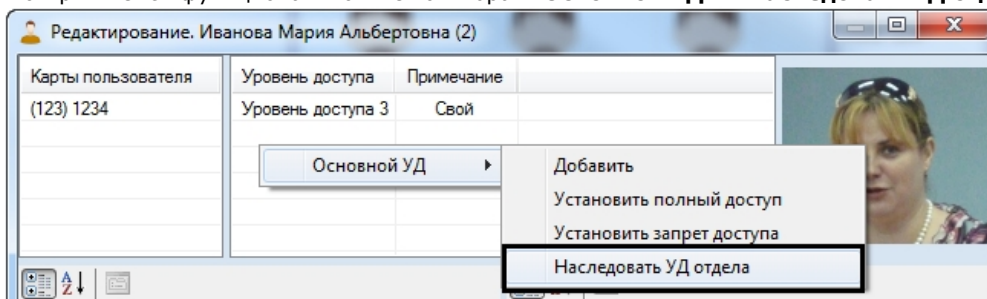 Редактирование. Иванова Мария Альбертовна (2)
Карты пользователя Уровень доступа Примечание
(123) 1234 Уровень доступа 3 Свой
Основной УД
Добавить
Установить полный доступ
Установить запрет доступа
Наследовать УД отдела